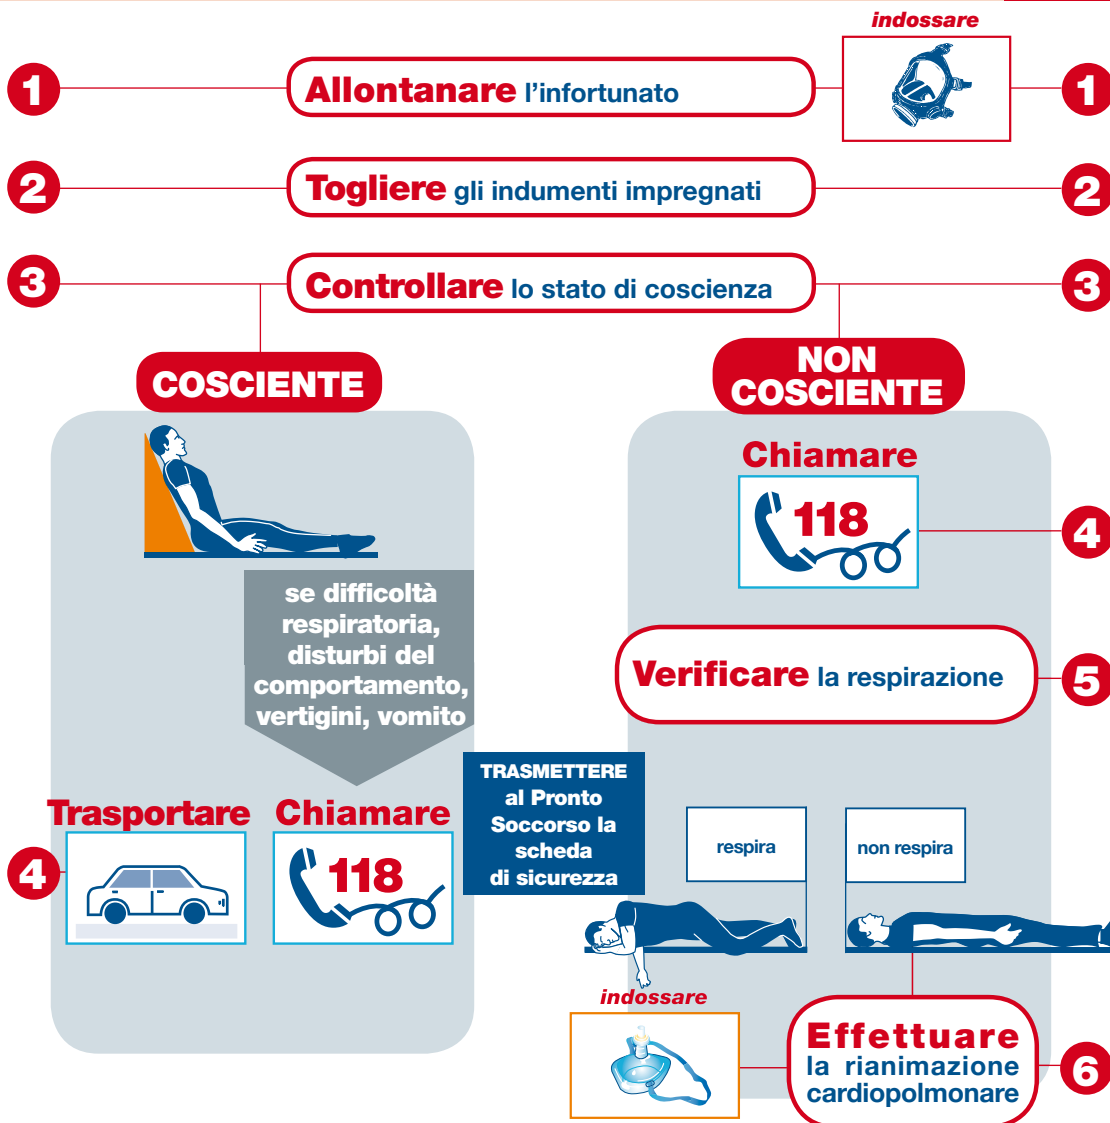 indossare
1 Allontanare l'infortunato 1
2 Togliere gli indumenti impregnati 2
3 Controllare lo stato di coscienza 3
COSCIENTE
se difficoltà
respiratoria,
disturbi del
comportamento,
vertigini, vomito
Trasportare
4
Chiamare
118
TRASMETTERE
al Pronto
Soccorso la
scheda
di sicurezza
NON
COSCIENTE
Chiamare
118
4
Verificare la respirazione 5
respira
non respira
indossare
Effettuare
la rianimazione
cardiopolmonare
6